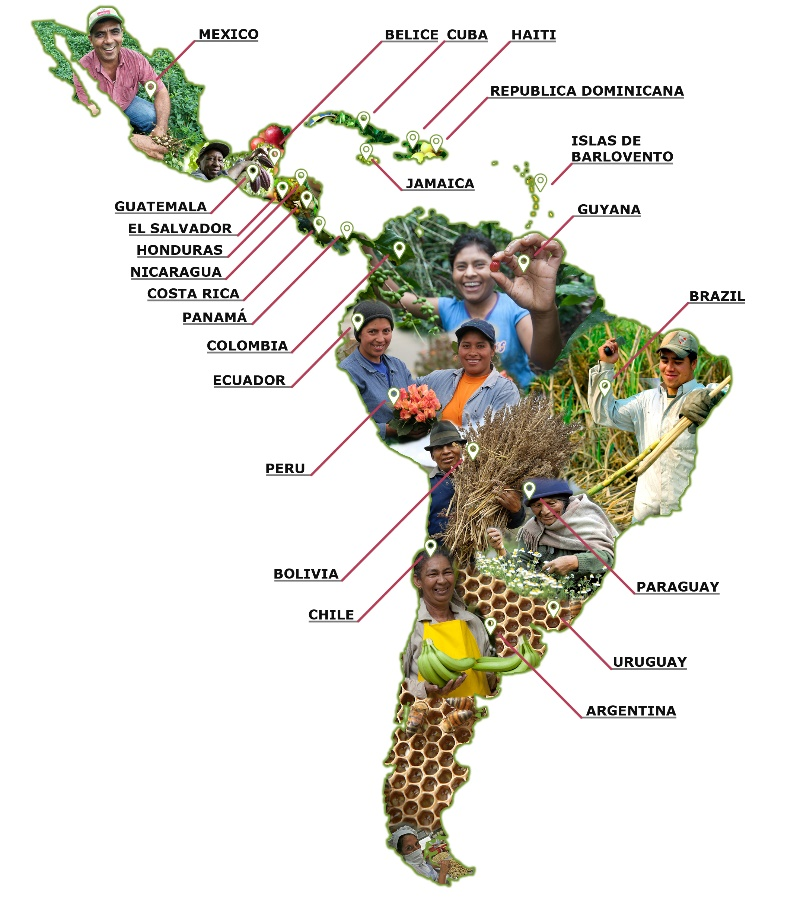 MEXICO
BELICE
CUBA
HAITI
REPUBLICA DOMINICANA
ISLAS DE
BARLOVENTO
JAMAICA
GUATEMALA
GUYANA
EL SALVADOR
HONDURAS
NICARAGUA
COSTA RICA
BRAZIL
PANAMÁ
COLOMBIA
ECUADOR
PERU
BOLIVIA
PARAGUAY
CHILE
URUGUAY
ARGENTINA